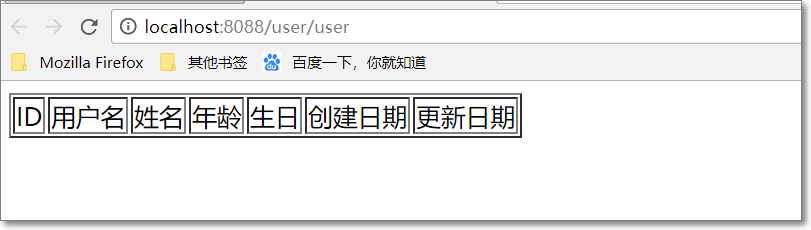 localhost:8088/user/user
Mozilla Firefox 其他书签 百度一下，你就知道
ID 用户名 姓名 年龄 生日 创建日期 更新日期